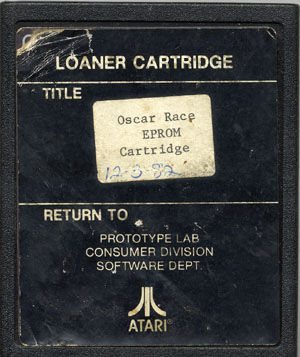 LOANER CARTRIDGE
TITLE
Oscar Race
EPROM
Cartridge
12-3-82
RETURN TO
PROTOTYPE LAB
CONSUMER DIVISION
SOFTWARE DEPT.
ATARI®